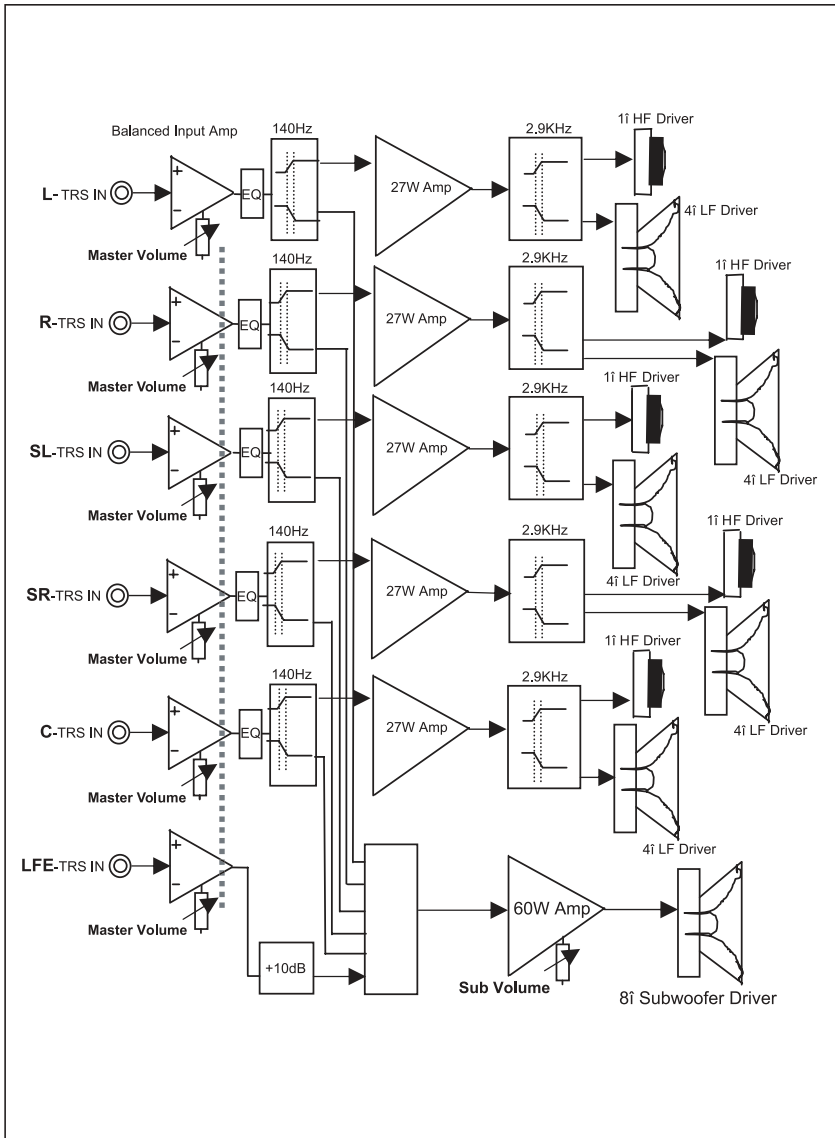 Balanced Input Amp
140Hz
2.9KHz
1î HF Driver
L- TRS IN
+
−
EQ
27W Amp
4î LF Driver
Master Volume
140Hz
2.9KHz
1î HF Driver
R-TRS IN
+
−
EQ
27W Amp
Master Volume
4î LF Driver
140Hz
2.9KHz
1î HF Driver
SL-TRS IN
+
−
EQ
27W Amp
Master Volume
4î LF Driver
140Hz
2.9KHz
1î HF Driver
SR-TRS IN
+
−
EQ
27W Amp
Master Volume
4î LF Driver
140Hz
2.9KHz
1î HF Driver
C-TRS IN
+
−
EQ
27W Amp
Master Volume
4î LF Driver
LFE-TRS IN
+
−
Master Volume
60W Amp
+10dB
Sub Volume
8î Subwoofer Driver